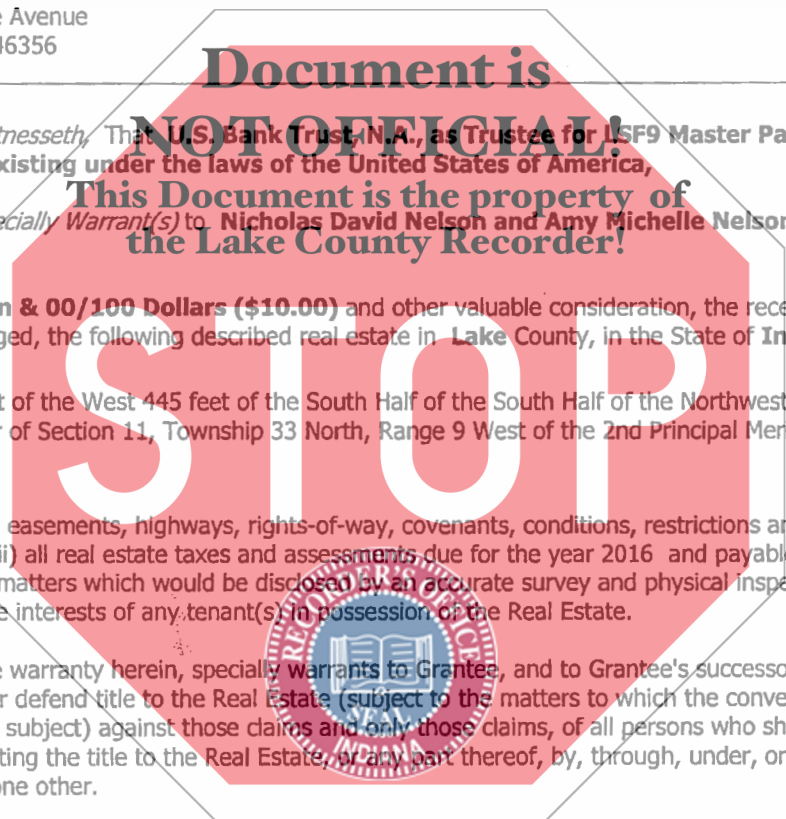 e Avenue
46356
Document is
NOT OFFICIAL!
This Document is the property of
the Lake County Recorder!
tnesseth, That U.S. Bank Trust, N.A., as Trustee for LSF9 Master Pa
xisting under the laws of the United States of America,
ecially Warrant(s) to Nicholas David Nelson and Amy Michelle Nelson
n & 00/100 Dollars ($10.00) and other valuable consideration, the rece
ged, the following described real estate in Lake County, in the State of In
STOP
t of the West 445 feet of the South Half of the South Half of the Northwest
r of Section 11, Township 33 North, Range 9 West of the 2nd Principal Mer
easements, highways, rights-of-way, covenants, conditions, restrictions an
ii) all real estate taxes and assessments due for the year 2016 and payable
matters which would be disclosed by an accurate survey and physical inspe
e interests of any tenant(s) in possession of the Real Estate.
RECORDER'S OFFICE
SEAL
INDIANA
e warranty herein, specially warrants to Grantee, and to Grantee's successo
r defend title to the Real Estate (subject to the matters to which the conve
subject) against those claims and only those claims, of all persons who sh
ting the title to the Real Estate, or any part thereof, by, through, under, or
one other.